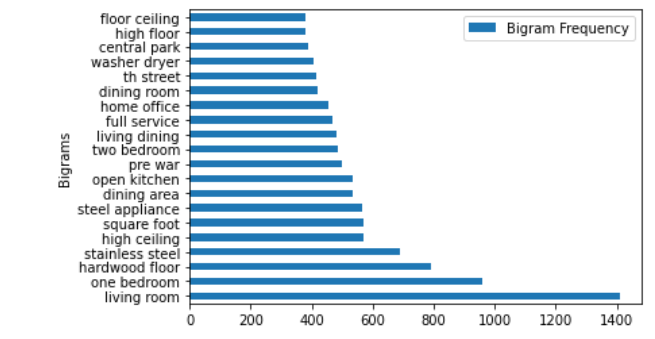 Bigram Frequency
floor ceiling
high floor
central park
washer dryer
th street
dining room
home office
full service
living dining
two bedroom
pre war
open kitchen
dining area
steel appliance
square foot
high ceiling
stainless steel
hardwood floor
one bedroom
living room
Bigrams
0 200 400 600 800 1000 1200 1400